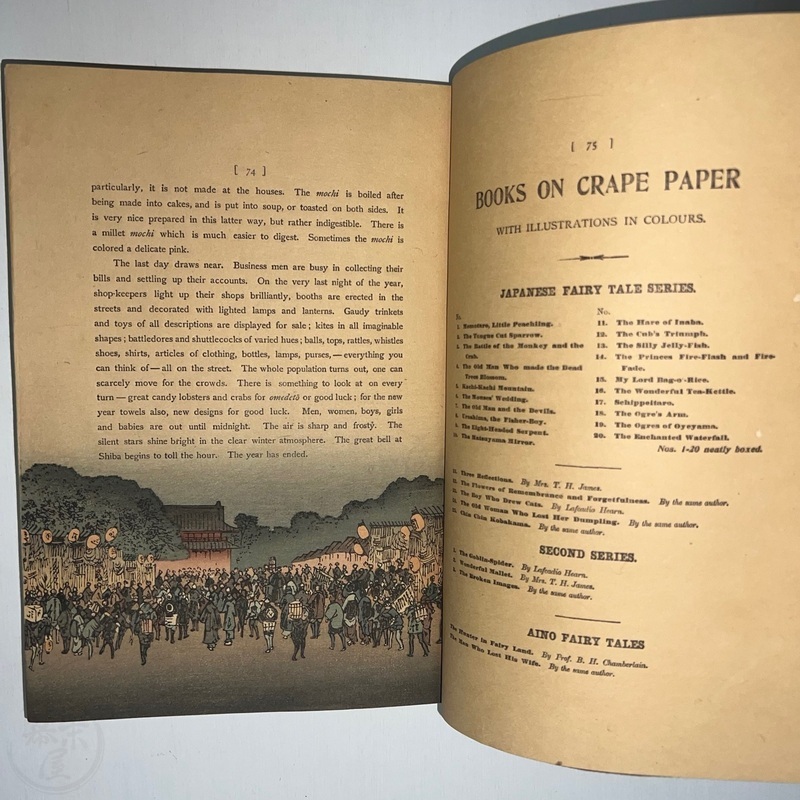 [ 74 ]
particularly, it is not made at the houses. The mochi is boiled after
being made into cakes, and is put into soup, or toasted on both sides. It
is very nice prepared in this latter way, but rather indigestible. There is
a millet mochi which is much easier to digest. Sometimes the mochi is
colored a delicate pink.
The last day draws near. Business men are busy in collecting their
bills and settling up their accounts. On the very last night of the year,
shop-keepers light up their shops brilliantly, booths are erected in the
streets and decorated with lighted lamps and lanterns. Gaudy trinkets
and toys of all descriptions are displayed for sale; kites in all imaginable
shapes; battledores and shuttlecocks of varied hues; balls, tops, rattles, whistles
shoes, shirts, articles of clothing, bottles, lamps, purses,—everything you
can think of—all on the street. The whole population turns out, one can
scarcely move for the crowds. There is something to look at on every
turn—great candy lobsters and crabs for omedetō or good luck; for the new
year towels also, new designs for good luck. Men, women, boys, girls
and babies are out until midnight. The air is sharp and frosty. The
silent stars shine bright in the clear winter atmosphere. The great bell at
Shiba begins to toll the hour. The year has ended.
[ 75 ]
BOOKS ON CRAPE PAPER
WITH ILLUSTRATIONS IN COLOURS.
JAPANESE FAIRY TALE SERIES.
Momotaro, Little Peachling.
The Tongue Cut Sparrow.
The Battle of the Monkey and the
Crab.
The Old Man Who made the Dead
Trees Blossom.
Kachi-Kachi Mountain.
The Mouses' Wedding.
The Old Man and the Devils.
Urashima, the Fisher-Boy.
The Eight-Headed Serpent.
The Matsuyama Mirror.
No.
11. The Hare of Inaba.
12. The Cub's Triumph.
13. The Silly Jelly-Fish.
14. The Princes Fire-Flash and Fire-
Fade.
15. My Lord Bag-o'-Rice.
16. The Wonderful Tea-Kettle.
17. Schippeitaro.
18. The Ogre's Arm.
19. The Ogres of Oyeyama.
20. The Enchanted Waterfall.
Nos. 1-20 neatly boxed.
Three Reflections. By Mrs. T. H. James.
The Flowers of Remembrance and Forgetfulness. By the same author.
The Boy Who Drew Cats. By Lafcadio Hearn.
The Old Woman Who Lost Her Dumpling. By the same author.
Chin Chin Kobakama. By the same author.
SECOND SERIES.
The Goblin-Spider. By Lafcadio Hearn.
Wonderful Mallet. By Mrs. T. H. James.
The Broken Images. By the same author.
AINO FAIRY TALES
The Hunter in Fairy Land. By Prof. B. H. Chamberlain.
The Men Who Lost His Wife. By the same author.